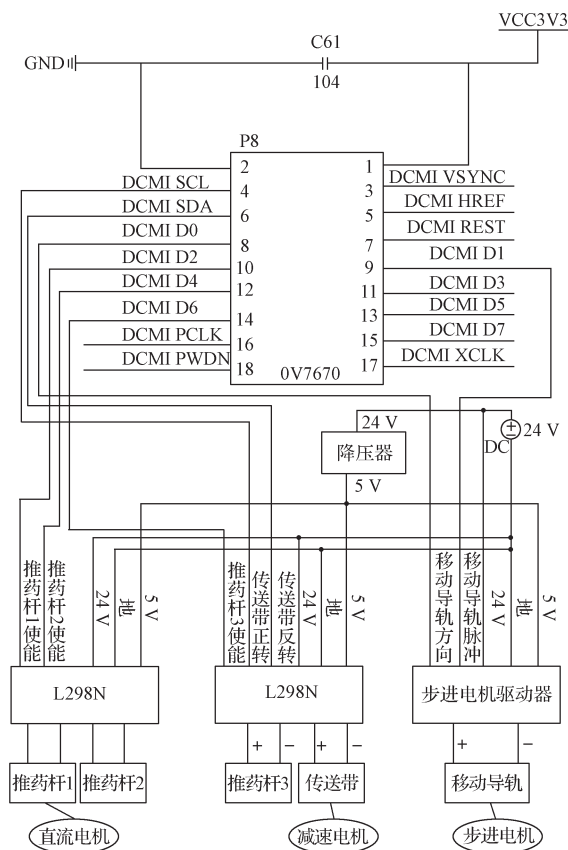 VCC3V3
C61
GND
104
P8
2
1
DCMI SCL
4
3
DCMI VSYNC
DCMI SDA
6
5
DCMI HREF
DCMI D0
8
7
DCMI REST
DCMI D2
10
9
DCMI D1
DCMI D4
12
11
DCMI D3
DCMI D6
14
13
DCMI D5
DCMI PCLK
16
15
DCMI D7
DCMI PWDN
18
17
DCMI XCLK
0V7670
24 V
降压器
DC
24 V
5 V
推药杆1使能
推药杆2使能
24 V
地
5 V
推药杆3使能
传送带正转
传送带反转
24 V
地
5 V
移动导轨方向
移动导轨脉冲
24 V
地
5 V
L298N
L298N
步进电机驱动器
+
−
+
−
+
−
推药杆1
推药杆2
推药杆3
传送带
移动导轨
直流电机
减速电机
步进电机